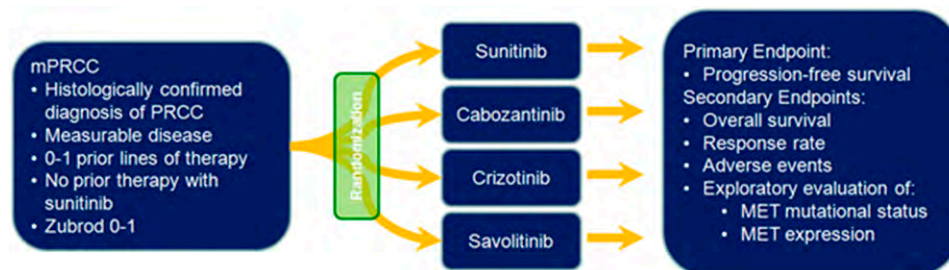 mPRCC
• Histologically confirmed
diagnosis of PRCC
• Measurable disease
• 0-1 prior lines of therapy
• No prior therapy with
sunitinib
• Zubrod 0-1
Randomization
Sunitinib
Cabozantinib
Crizotinib
Savolitinib
Primary Endpoint:
• Progression-free survival
Secondary Endpoints:
• Overall survival
• Response rate
• Adverse events
• Exploratory evaluation of:
• MET mutational status
• MET expression